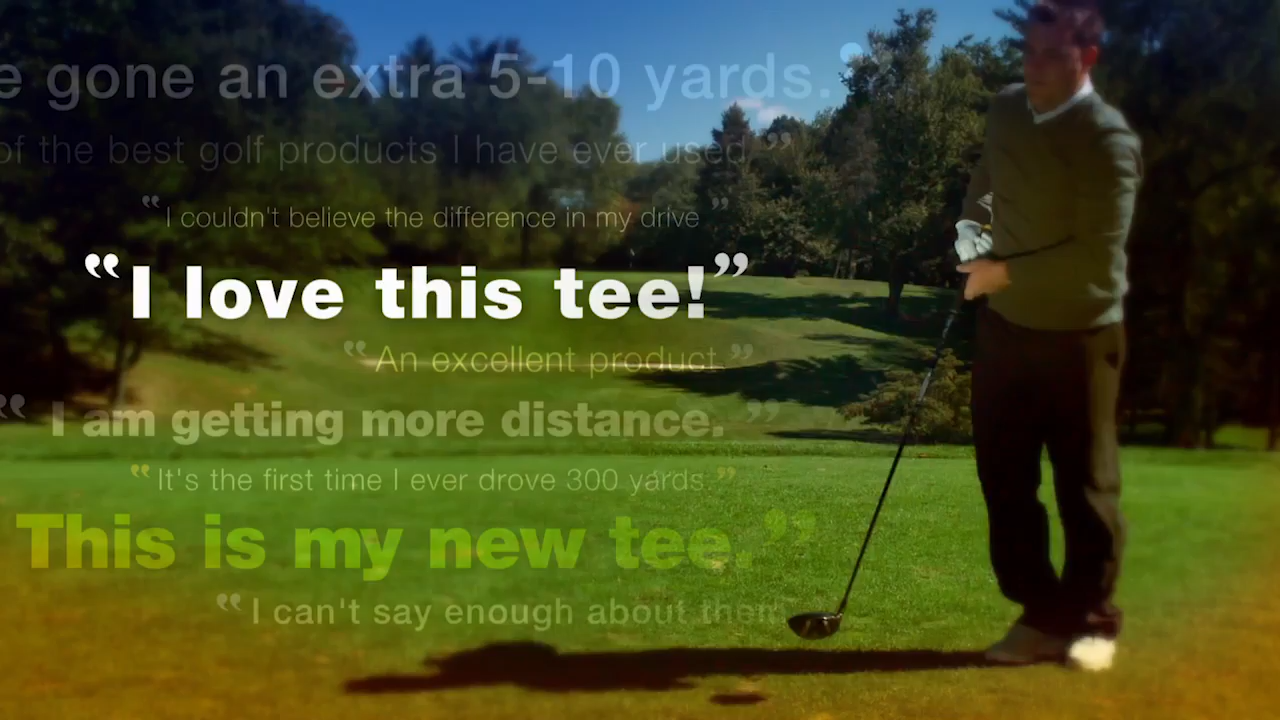 e gone an extra 5-10 yards.”
of the best golf products I have ever used.”
“I couldn't believe the difference in my drive”
“I love this tee!”
“An excellent product.”
“I am getting more distance.”
“It's the first time I ever drove 300 yards.”
This is my new tee.”
“I can't say enough about them